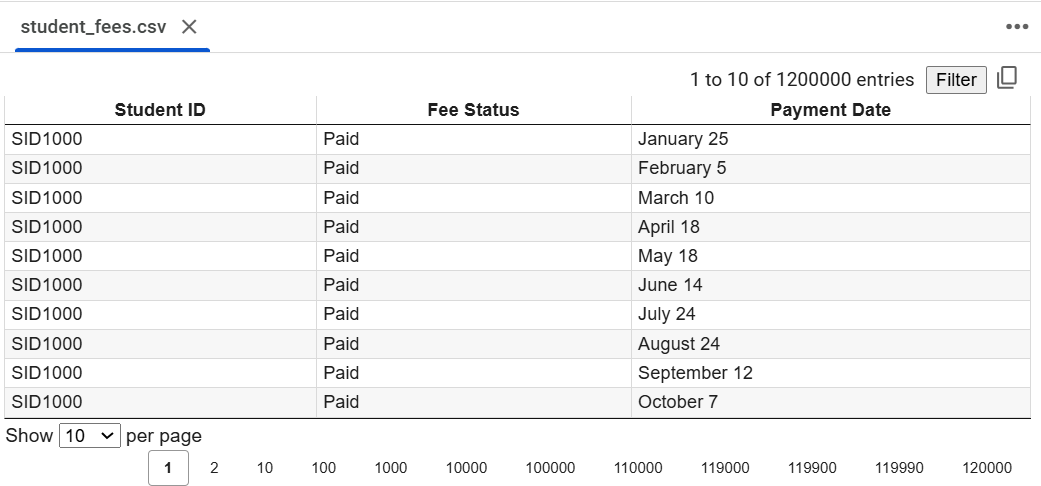 student_fees.csv
1 to 10 of 1200000 entries Filter
Student ID Fee Status Payment Date
SID1000 Paid January 25
SID1000 Paid February 5
SID1000 Paid March 10
SID1000 Paid April 18
SID1000 Paid May 18
SID1000 Paid June 14
SID1000 Paid July 24
SID1000 Paid August 24
SID1000 Paid September 12
SID1000 Paid October 7
Show 10 per page
1 2 10 100 1000 10000 100000 110000 119000 119900 119990 120000